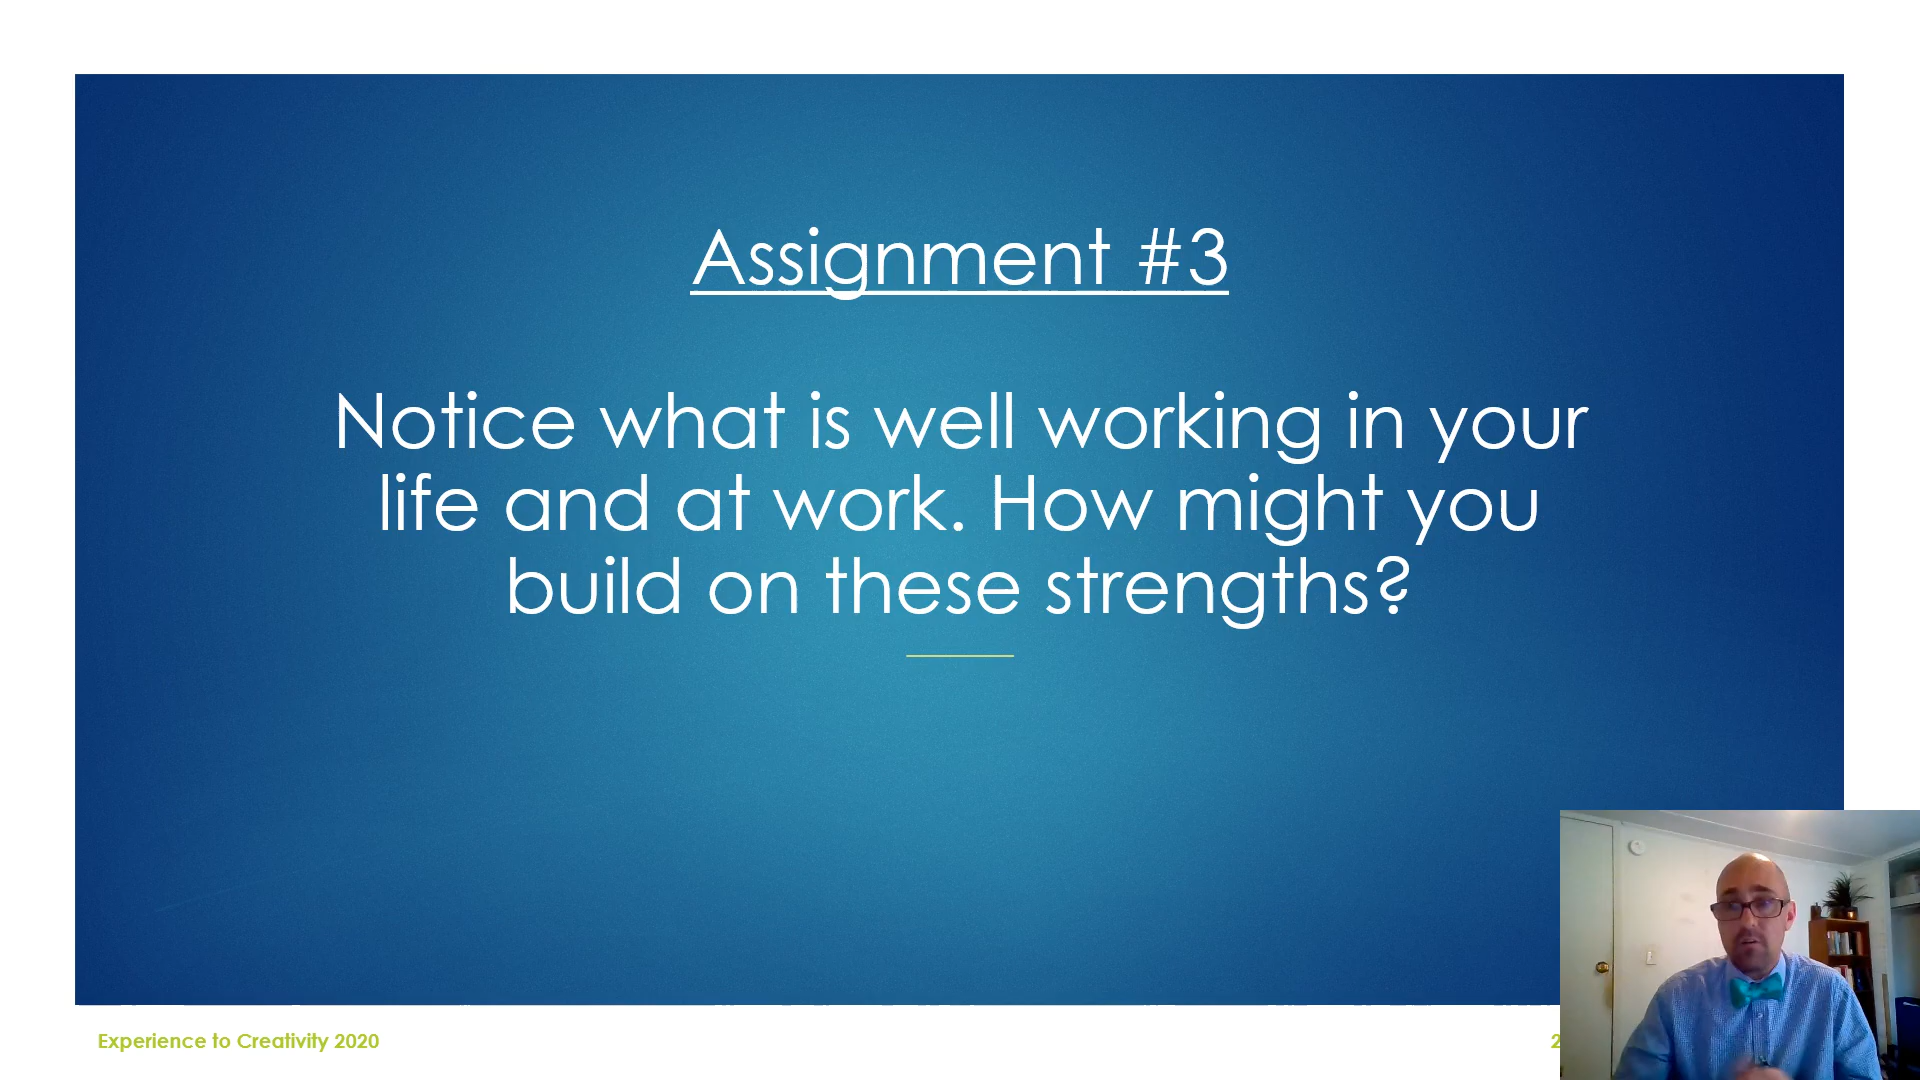 Assignment #3
Notice what is well working in your
life and at work. How might you
build on these strengths?
Experience to Creativity 2020